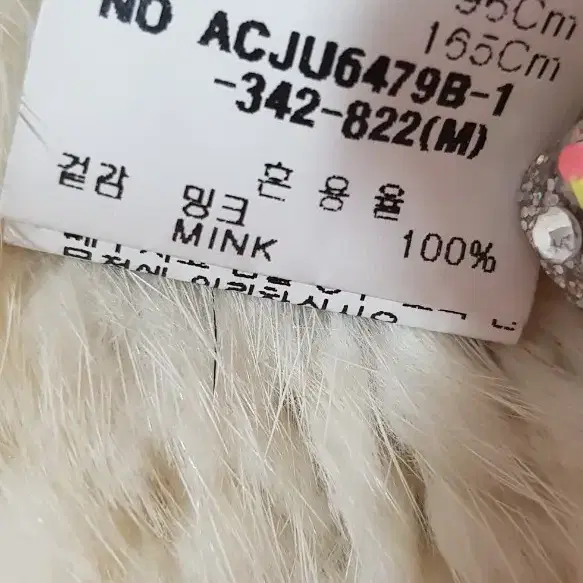 95Cm
165Cm
NO ACJU6479B-1
-342-822(M)
혼 용 율
겉감 밍크 100%
MINK